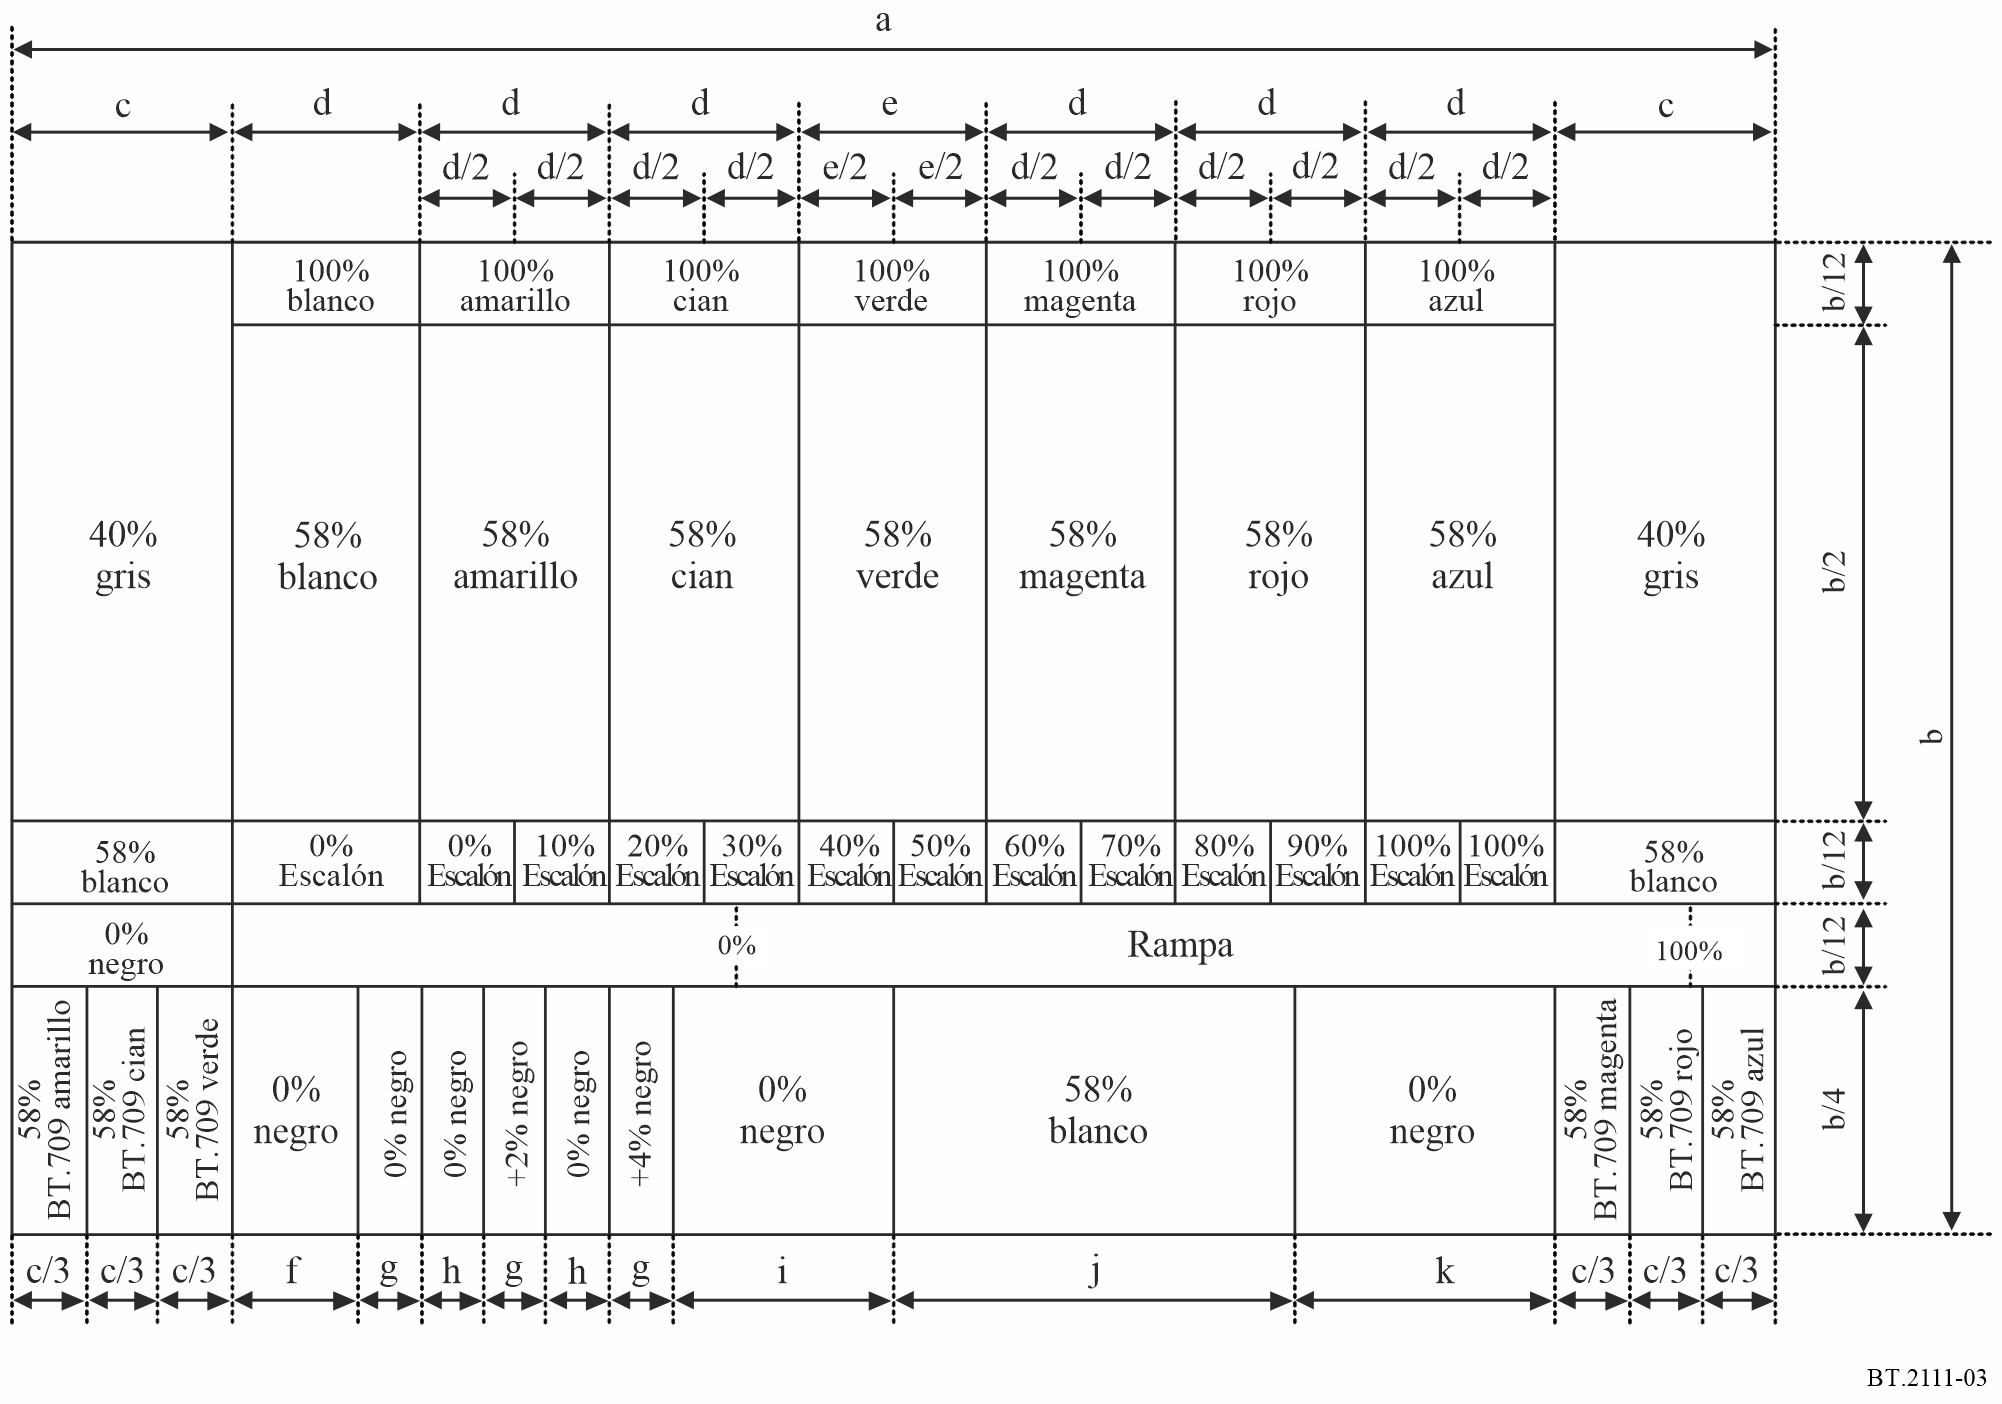 a
c d d d e d d d c
d/2 d/2 d/2 d/2 e/2 e/2 d/2 d/2 d/2 d/2 d/2 d/2
100% 100% 100% 100% 100% 100% 100%
blanco amarillo cian verde magenta rojo azul
b/12
40% 58% 58% 58% 58% 58% 58% 58% 40%
gris blanco amarillo cian verde magenta rojo azul gris
b/2
b
58% 0% 0% 10% 20% 30% 40% 50% 60% 70% 80% 90% 100% 100% 58%
blanco Escalón Escalón Escalón Escalón Escalón Escalón Escalón Escalón Escalón Escalón Escalón Escalón Escalón blanco
b/12
0%
negro
0%
Rampa
100%
b/12
58%
BT.709 amarillo
58%
BT.709 cian
58%
BT.709 verde
0%
negro
0% negro
0% negro
+2% negro
0% negro
+4% negro
0%
negro
58%
blanco
0%
negro
58%
BT.709 magenta
58%
BT.709 rojo
58%
BT.709 azul
b/4
c/3 c/3 c/3 f g h g h g i j k c/3 c/3 c/3
BT.2111-03